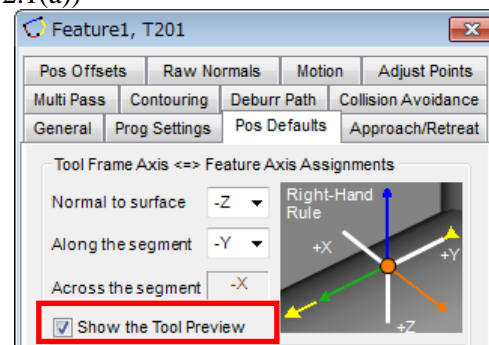 2.1(a))
Feature1, T201
Pos Offsets Raw Normals Motion Adjust Points
Multi Pass Contouring Deburr Path Collision Avoidance
General Prog Settings Pos Defaults Approach/Retreat
Tool Frame Axis <=> Feature Axis Assignments
Normal to surface -Z
Right-Hand
Rule
Along the segment -Y
+X
+Y
Across the segment -X
Show the Tool Preview
+Z